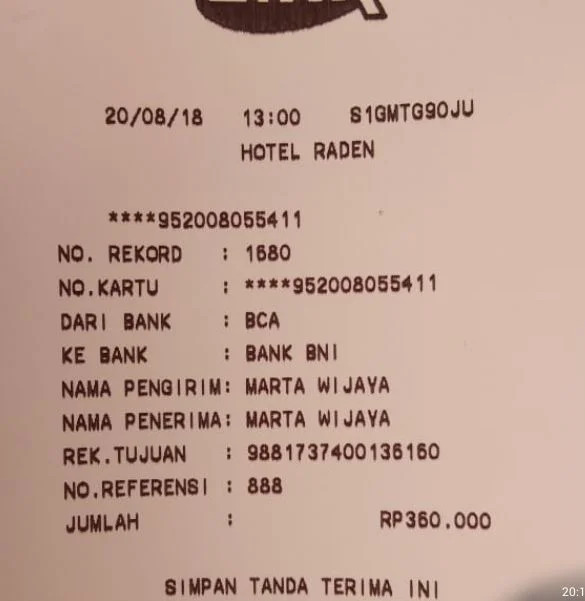 20/08/18 13:00 S1GMTG90JU
HOTEL RADEN
****952008055411
NO. REKORD : 1680
NO.KARTU : ****952008055411
DARI BANK : BCA
KE BANK : BANK BNI
NAMA PENGIRIM: MARTA WIJAYA
NAMA PENERIMA: MARTA WIJAYA
REK.TUJUAN : 9881737400136160
NO.REFERENSI : 888
JUMLAH : RP360.000
SIMPAN TANDA TERIMA INI